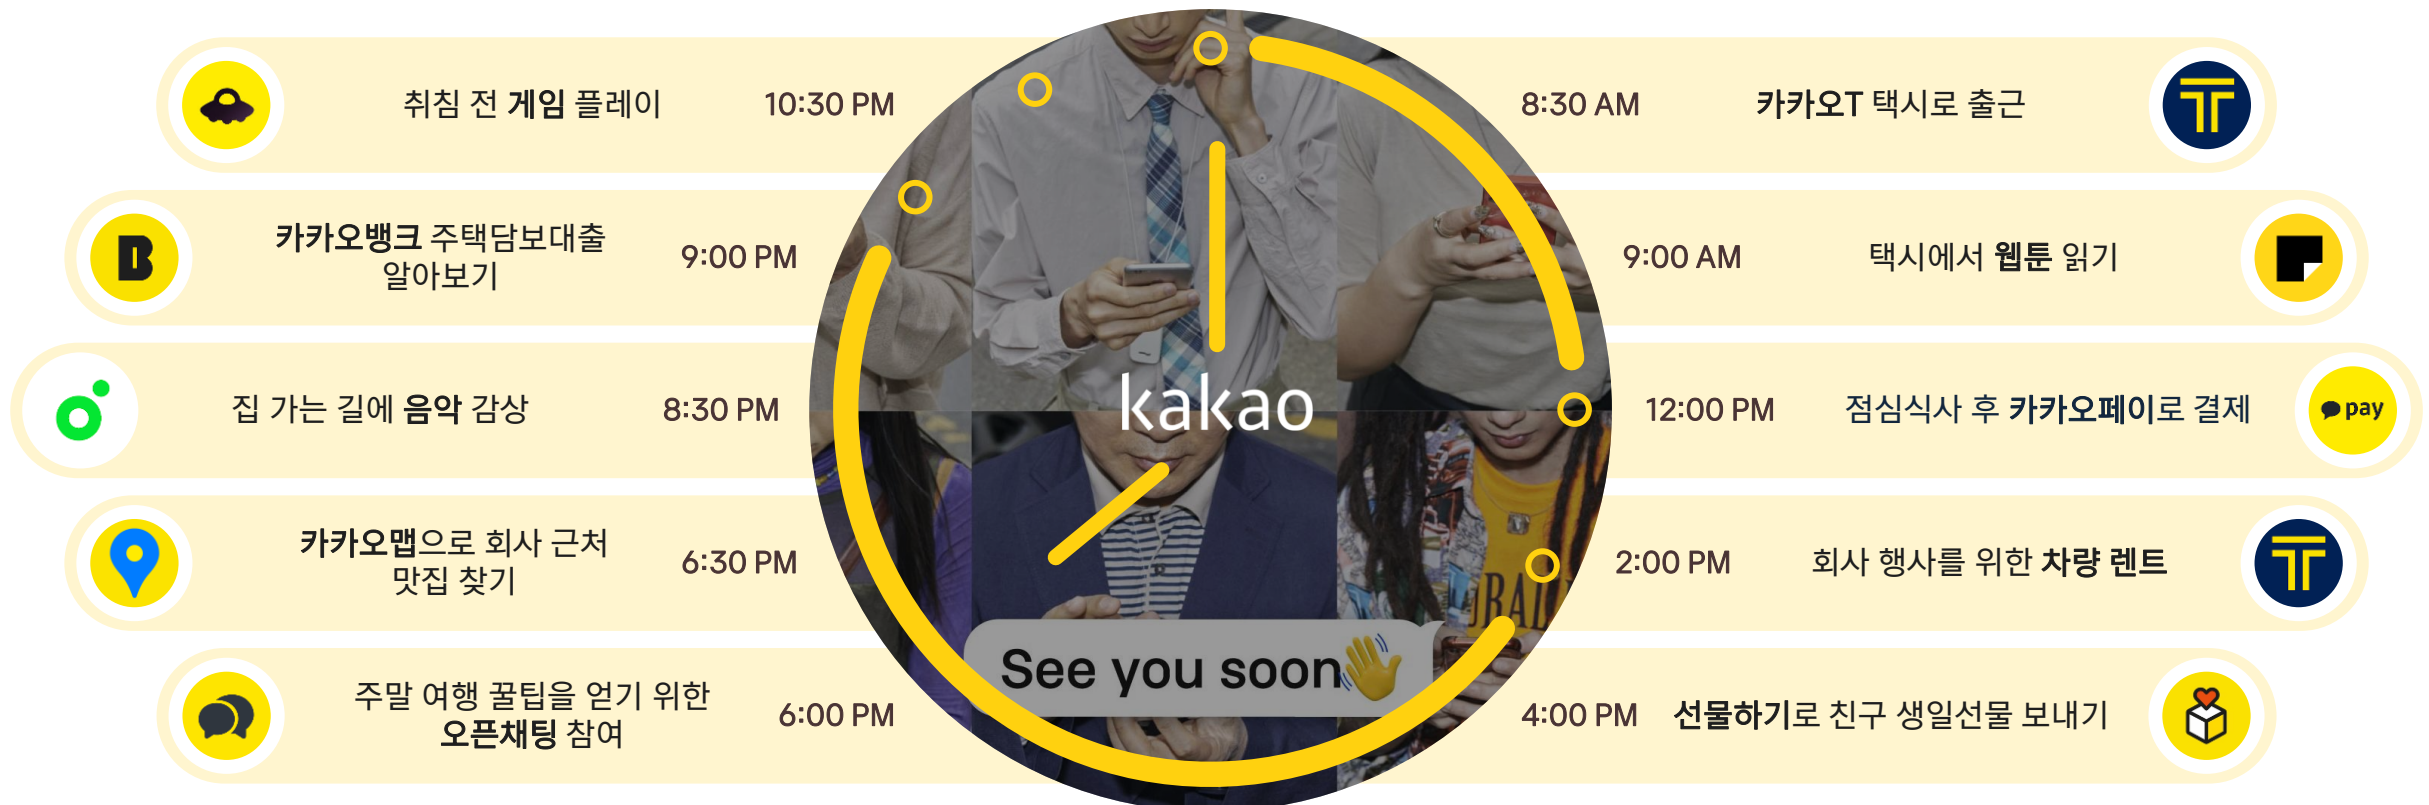 취침 전 게임 플레이
10:30 PM
카카오뱅크 주택담보대출
알아보기
9:00 PM
집 가는 길에 음악 감상
8:30 PM
카카오맵으로 회사 근처
맛집 찾기
6:30 PM
주말 여행 꿀팁을 얻기 위한
오픈채팅 참여
6:00 PM
kakao
See you soon👋
BAL
8:30 AM
카카오T 택시로 출근
T
9:00 AM
택시에서 웹툰 읽기
12:00 PM
점심식사 후 카카오페이로 결제
pay
2:00 PM
회사 행사를 위한 차량 렌트
T
4:00 PM
선물하기로 친구 생일선물 보내기
B